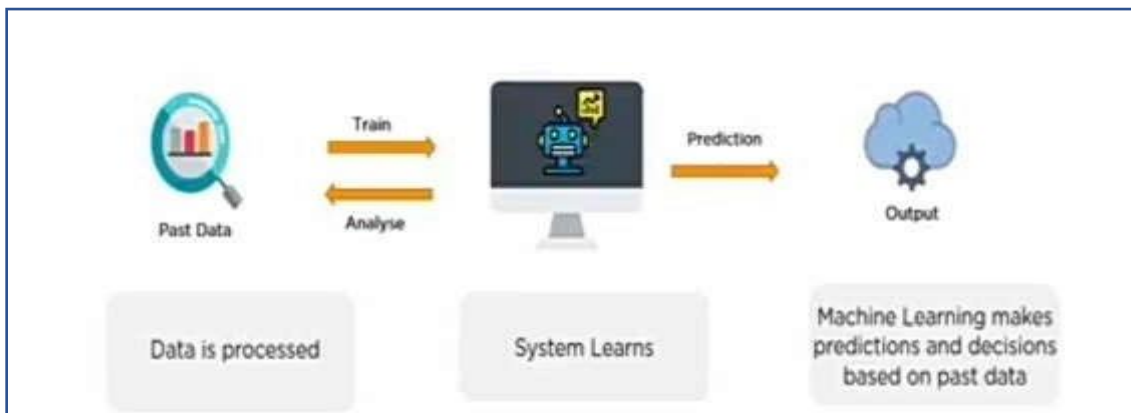 Train
Prediction
Past Data
Analyse
Output
Data is processed
System Learns
Machine Learning makes
predictions and decisions
based on past data